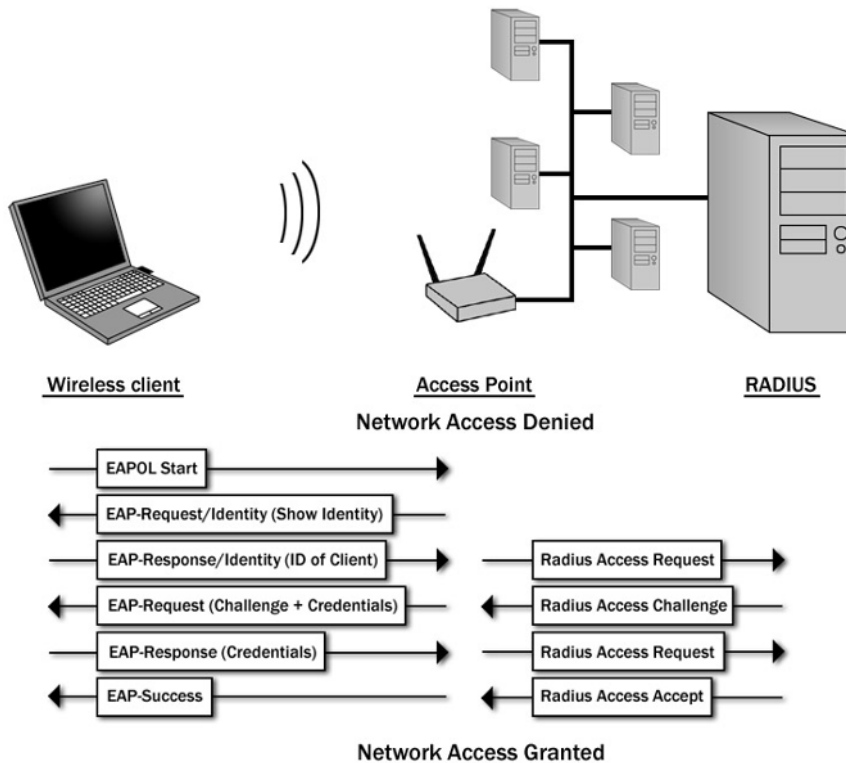 Wireless client
Access Point
RADIUS
Network Access Denied
EAPOL Start
EAP-Request/Identity (Show Identity)
EAP-Response/Identity (ID of Client)
Radius Access Request
EAP-Request (Challenge + Credentials)
Radius Access Challenge
EAP-Response (Credentials)
Radius Access Request
EAP-Success
Radius Access Accept
Network Access Granted